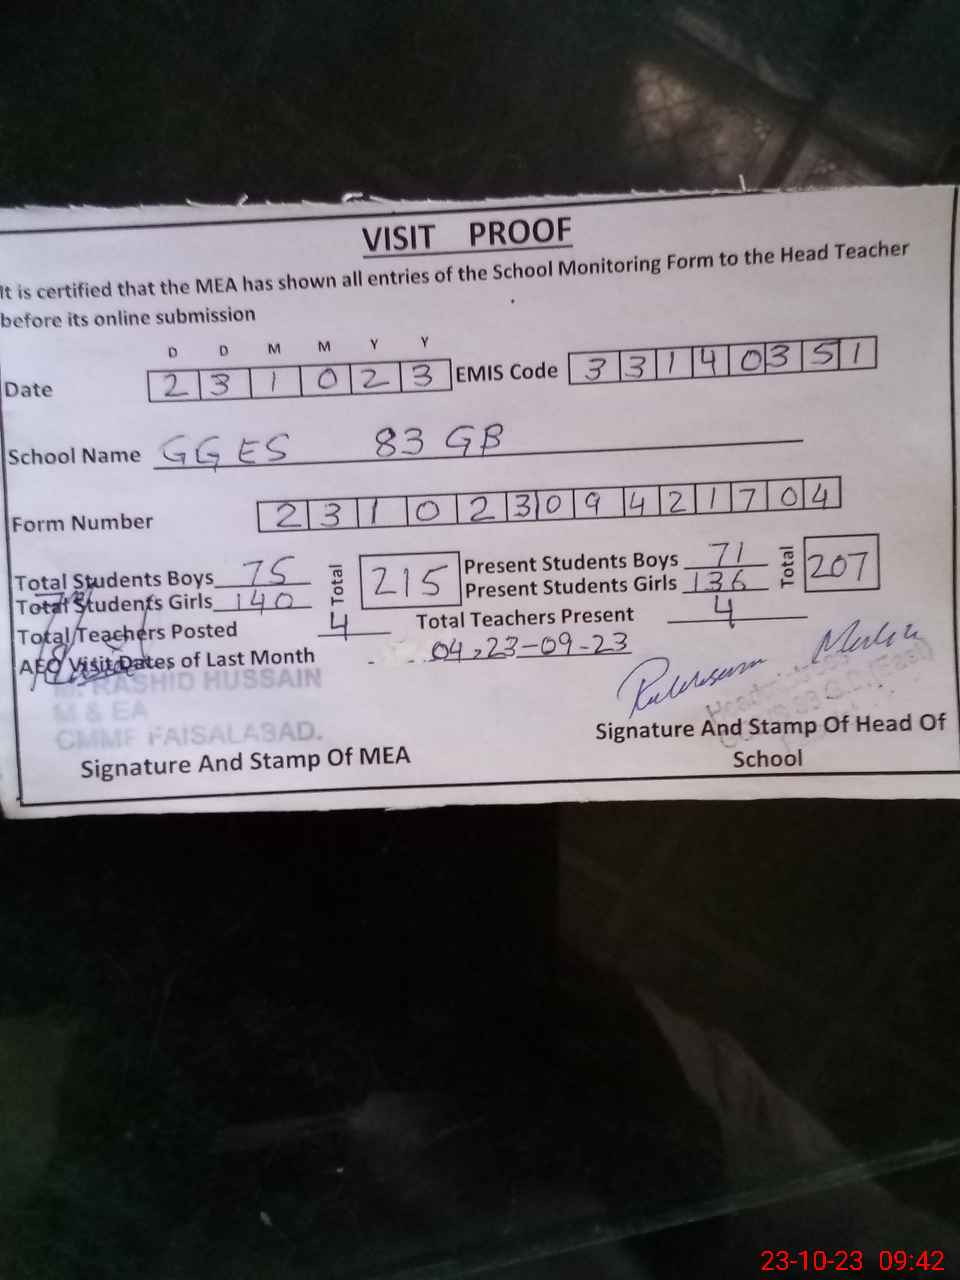 VISIT PROOF
It is certified that the MEA has shown all entries of the School Monitoring Form to the Head Teacher
before its online submission
D D M M Y Y
Date 2 3 1 0 2 3 EMIS Code 3 3 1 4 0 3 5 1
School Name GGES 83 GB
Form Number 2 3 1 0 2 3 0 9 4 2 1 7 0 4
Total Students Boys 75 Total 215 Present Students Boys 71 Total 207
Total Students Girls 140 Present Students Girls 136
Total Teachers Posted 4 Total Teachers Present 4
AEO Visit Dates of Last Month 04,23-09-23
M. RASHID HUSSAIN
M & EA
CMMF FAISALABAD.
Signature And Stamp Of MEA
Signature And Stamp Of Head Of
School
23-10-23 09:42